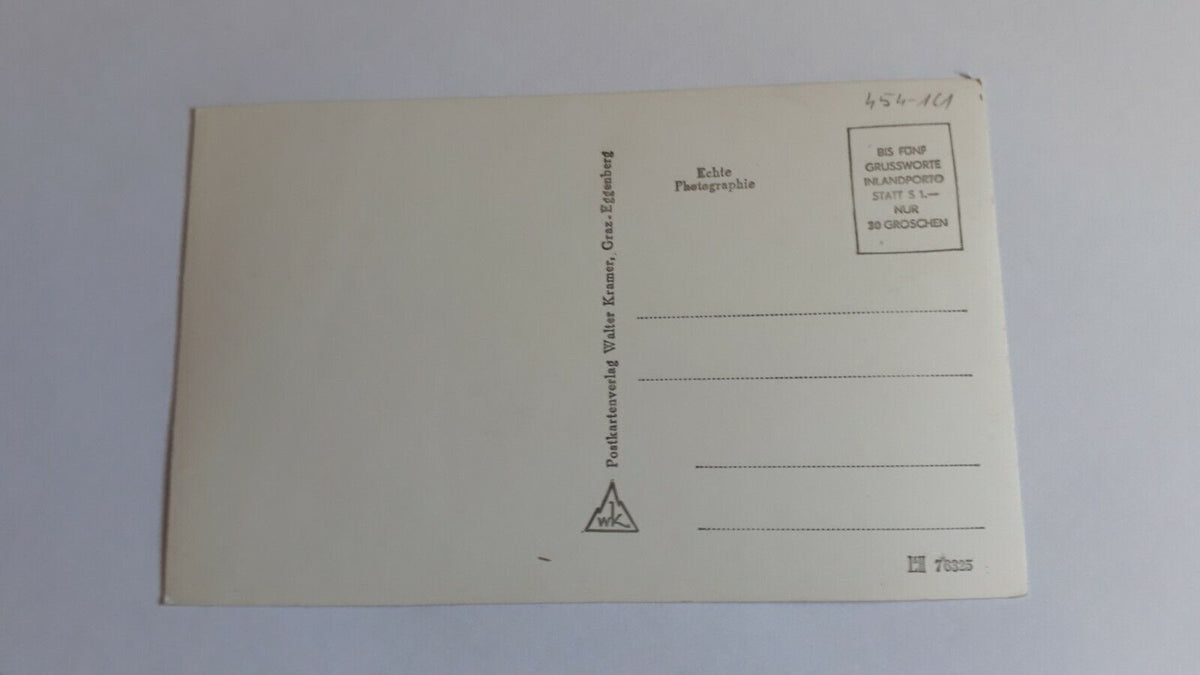 454-161
BIS FÜNF
GRUSSWORTE
INLANDPORTO
STATT S 1.—
NUR
30 GROSCHEN
Echte
Photographie
Postkartenverlag Walter Kramer, Graz-Eggenberg
WK
76325